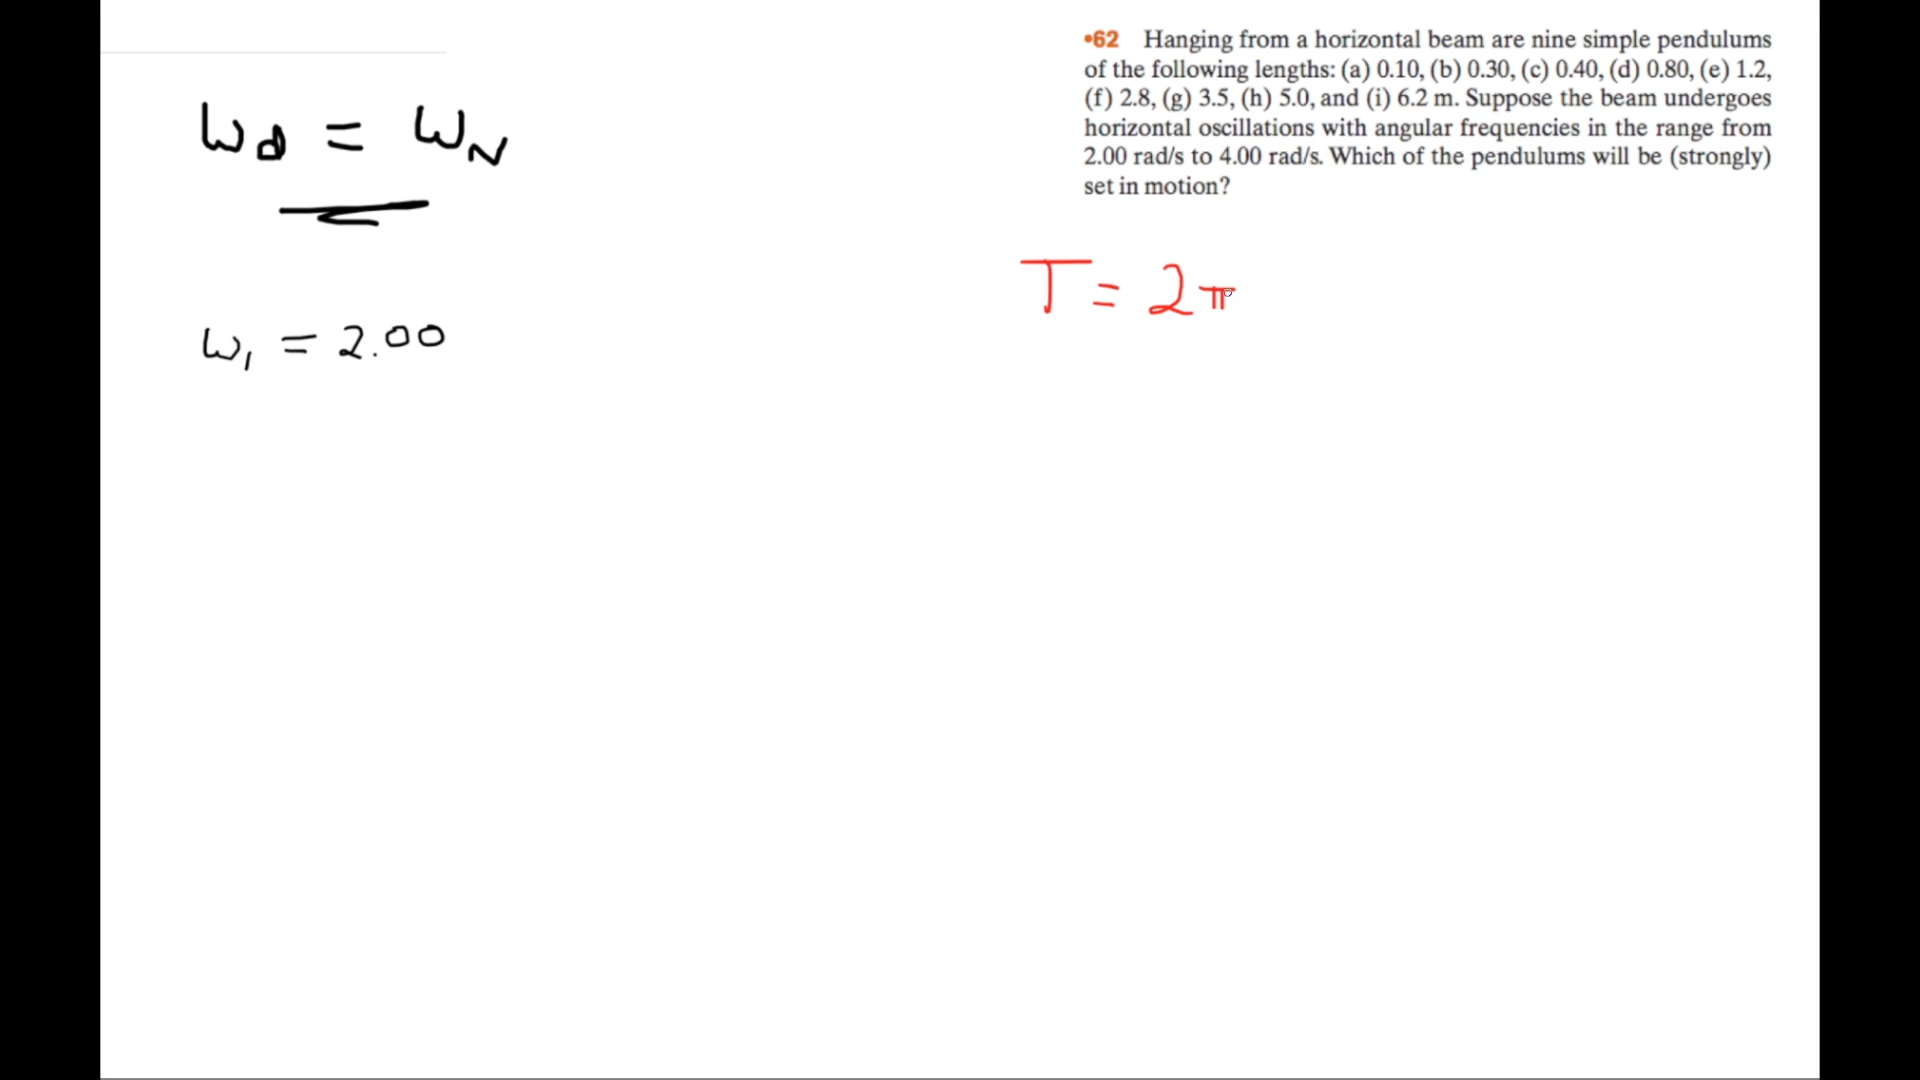 •62 Hanging from a horizontal beam are nine simple pendulums
of the following lengths: (a) 0.10, (b) 0.30, (c) 0.40, (d) 0.80, (e) 1.2,
(f) 2.8, (g) 3.5, (h) 5.0, and (i) 6.2 m. Suppose the beam undergoes
horizontal oscillations with angular frequencies in the range from
2.00 rad/s to 4.00 rad/s. Which of the pendulums will be (strongly)
set in motion?
ω_d = ω_N
T = 2π
ω₁ = 2.00